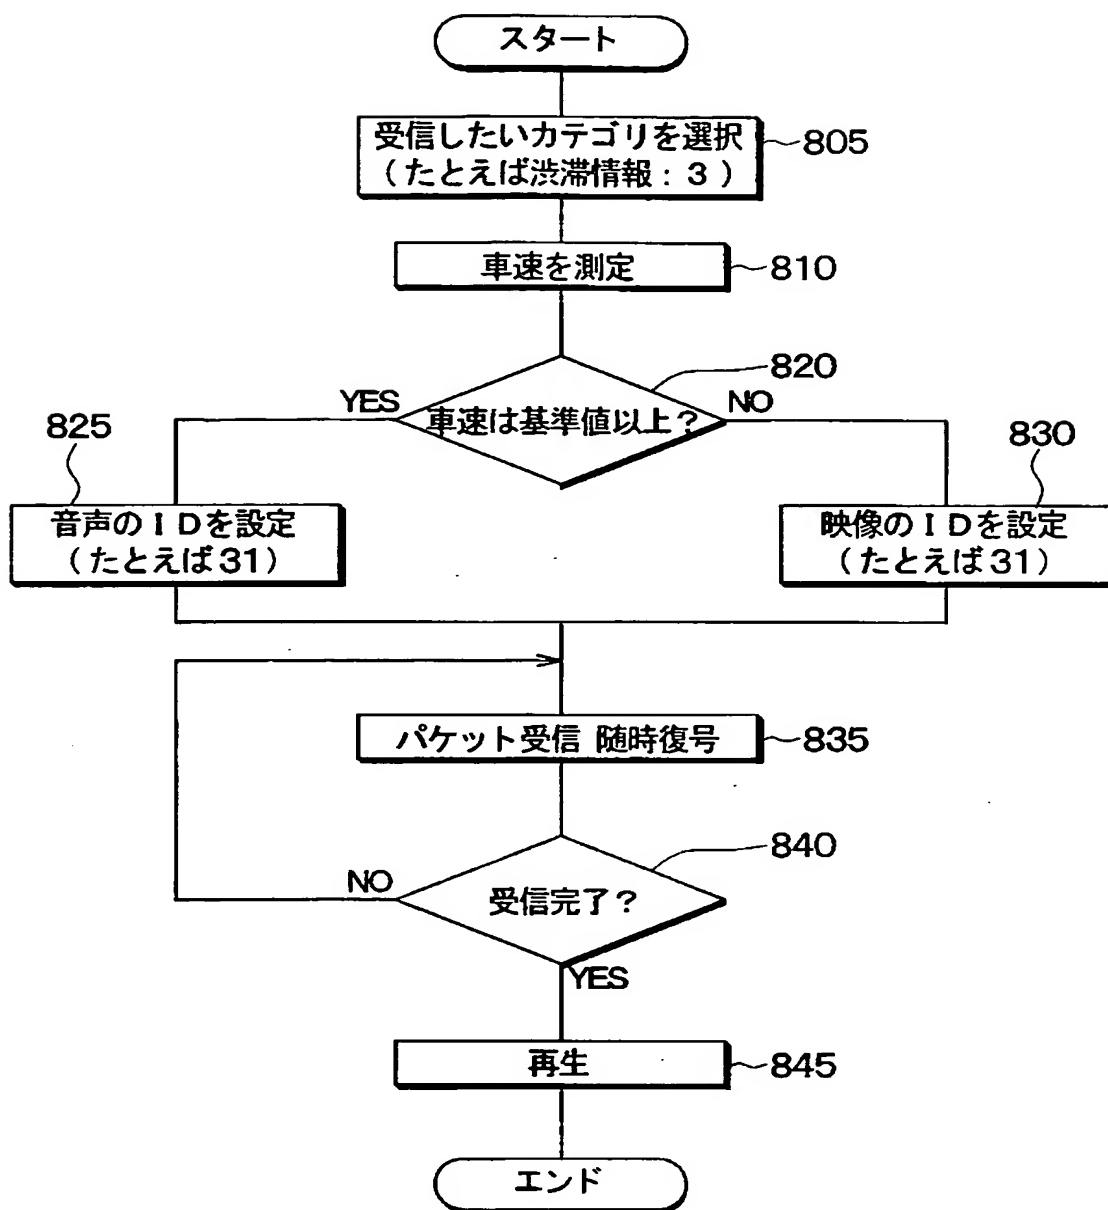 スタート
受信したいカテゴリを選択
(たとえば渋滞情報:3)
805
車速を測定
810
820
YES
車速は基準値以上?
NO
825
830
音声のIDを設定
(たとえば31)
映像のIDを設定
(たとえば31)
パケット受信 随時復号
835
840
NO
受信完了?
YES
再生
845
エンド